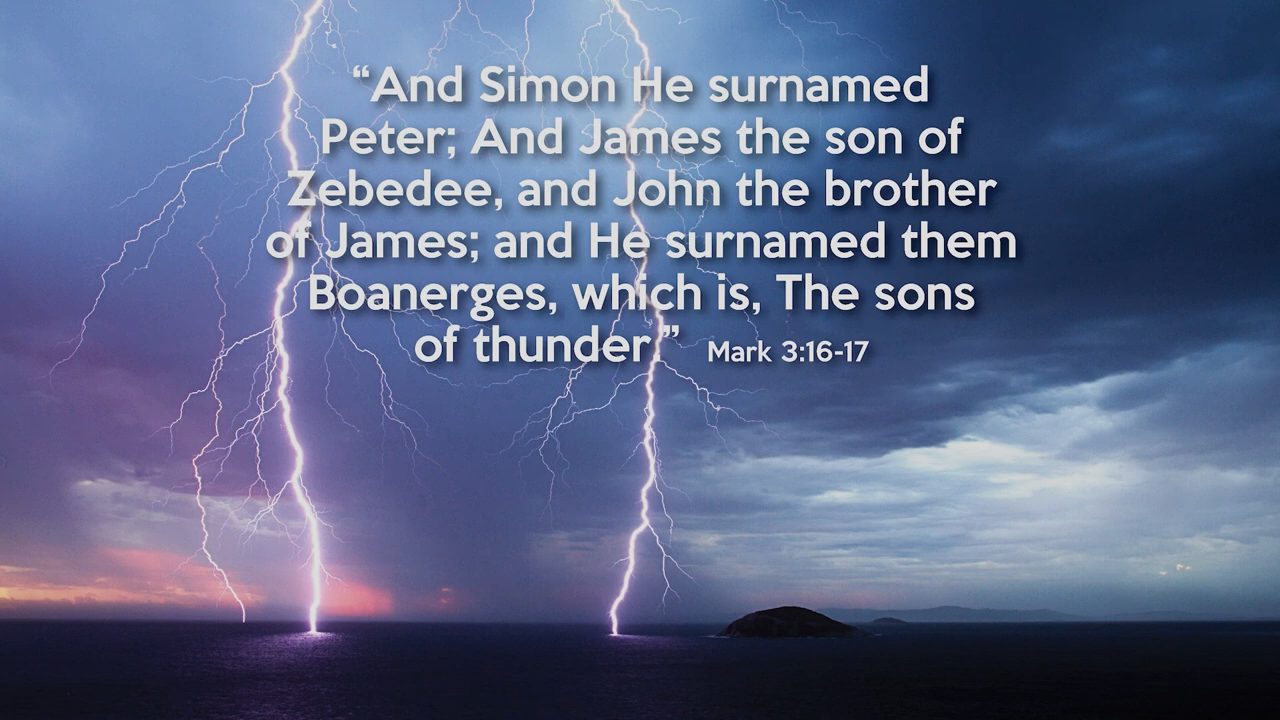 “And Simon He surnamed
Peter; And James the son of
Zebedee, and John the brother
of James; and He surnamed them
Boanerges, which is, The sons
of thunder.” Mark 3:16-17